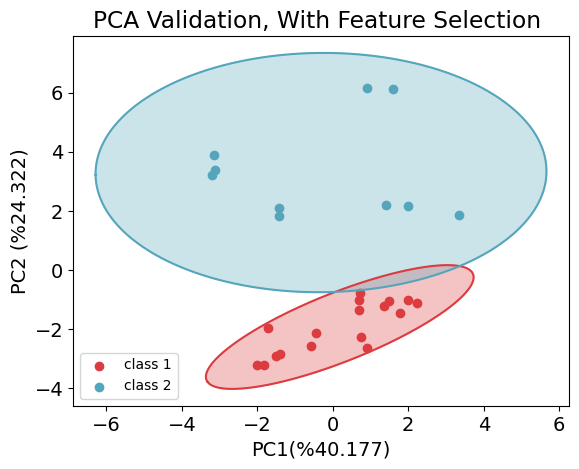 PCA Validation, With Feature Selection
PC2 (%24.322)
6
4
2
0
−2
−4
class 1
class 2
−6
−4
−2
0
2
4
6
PC1(%40.177)